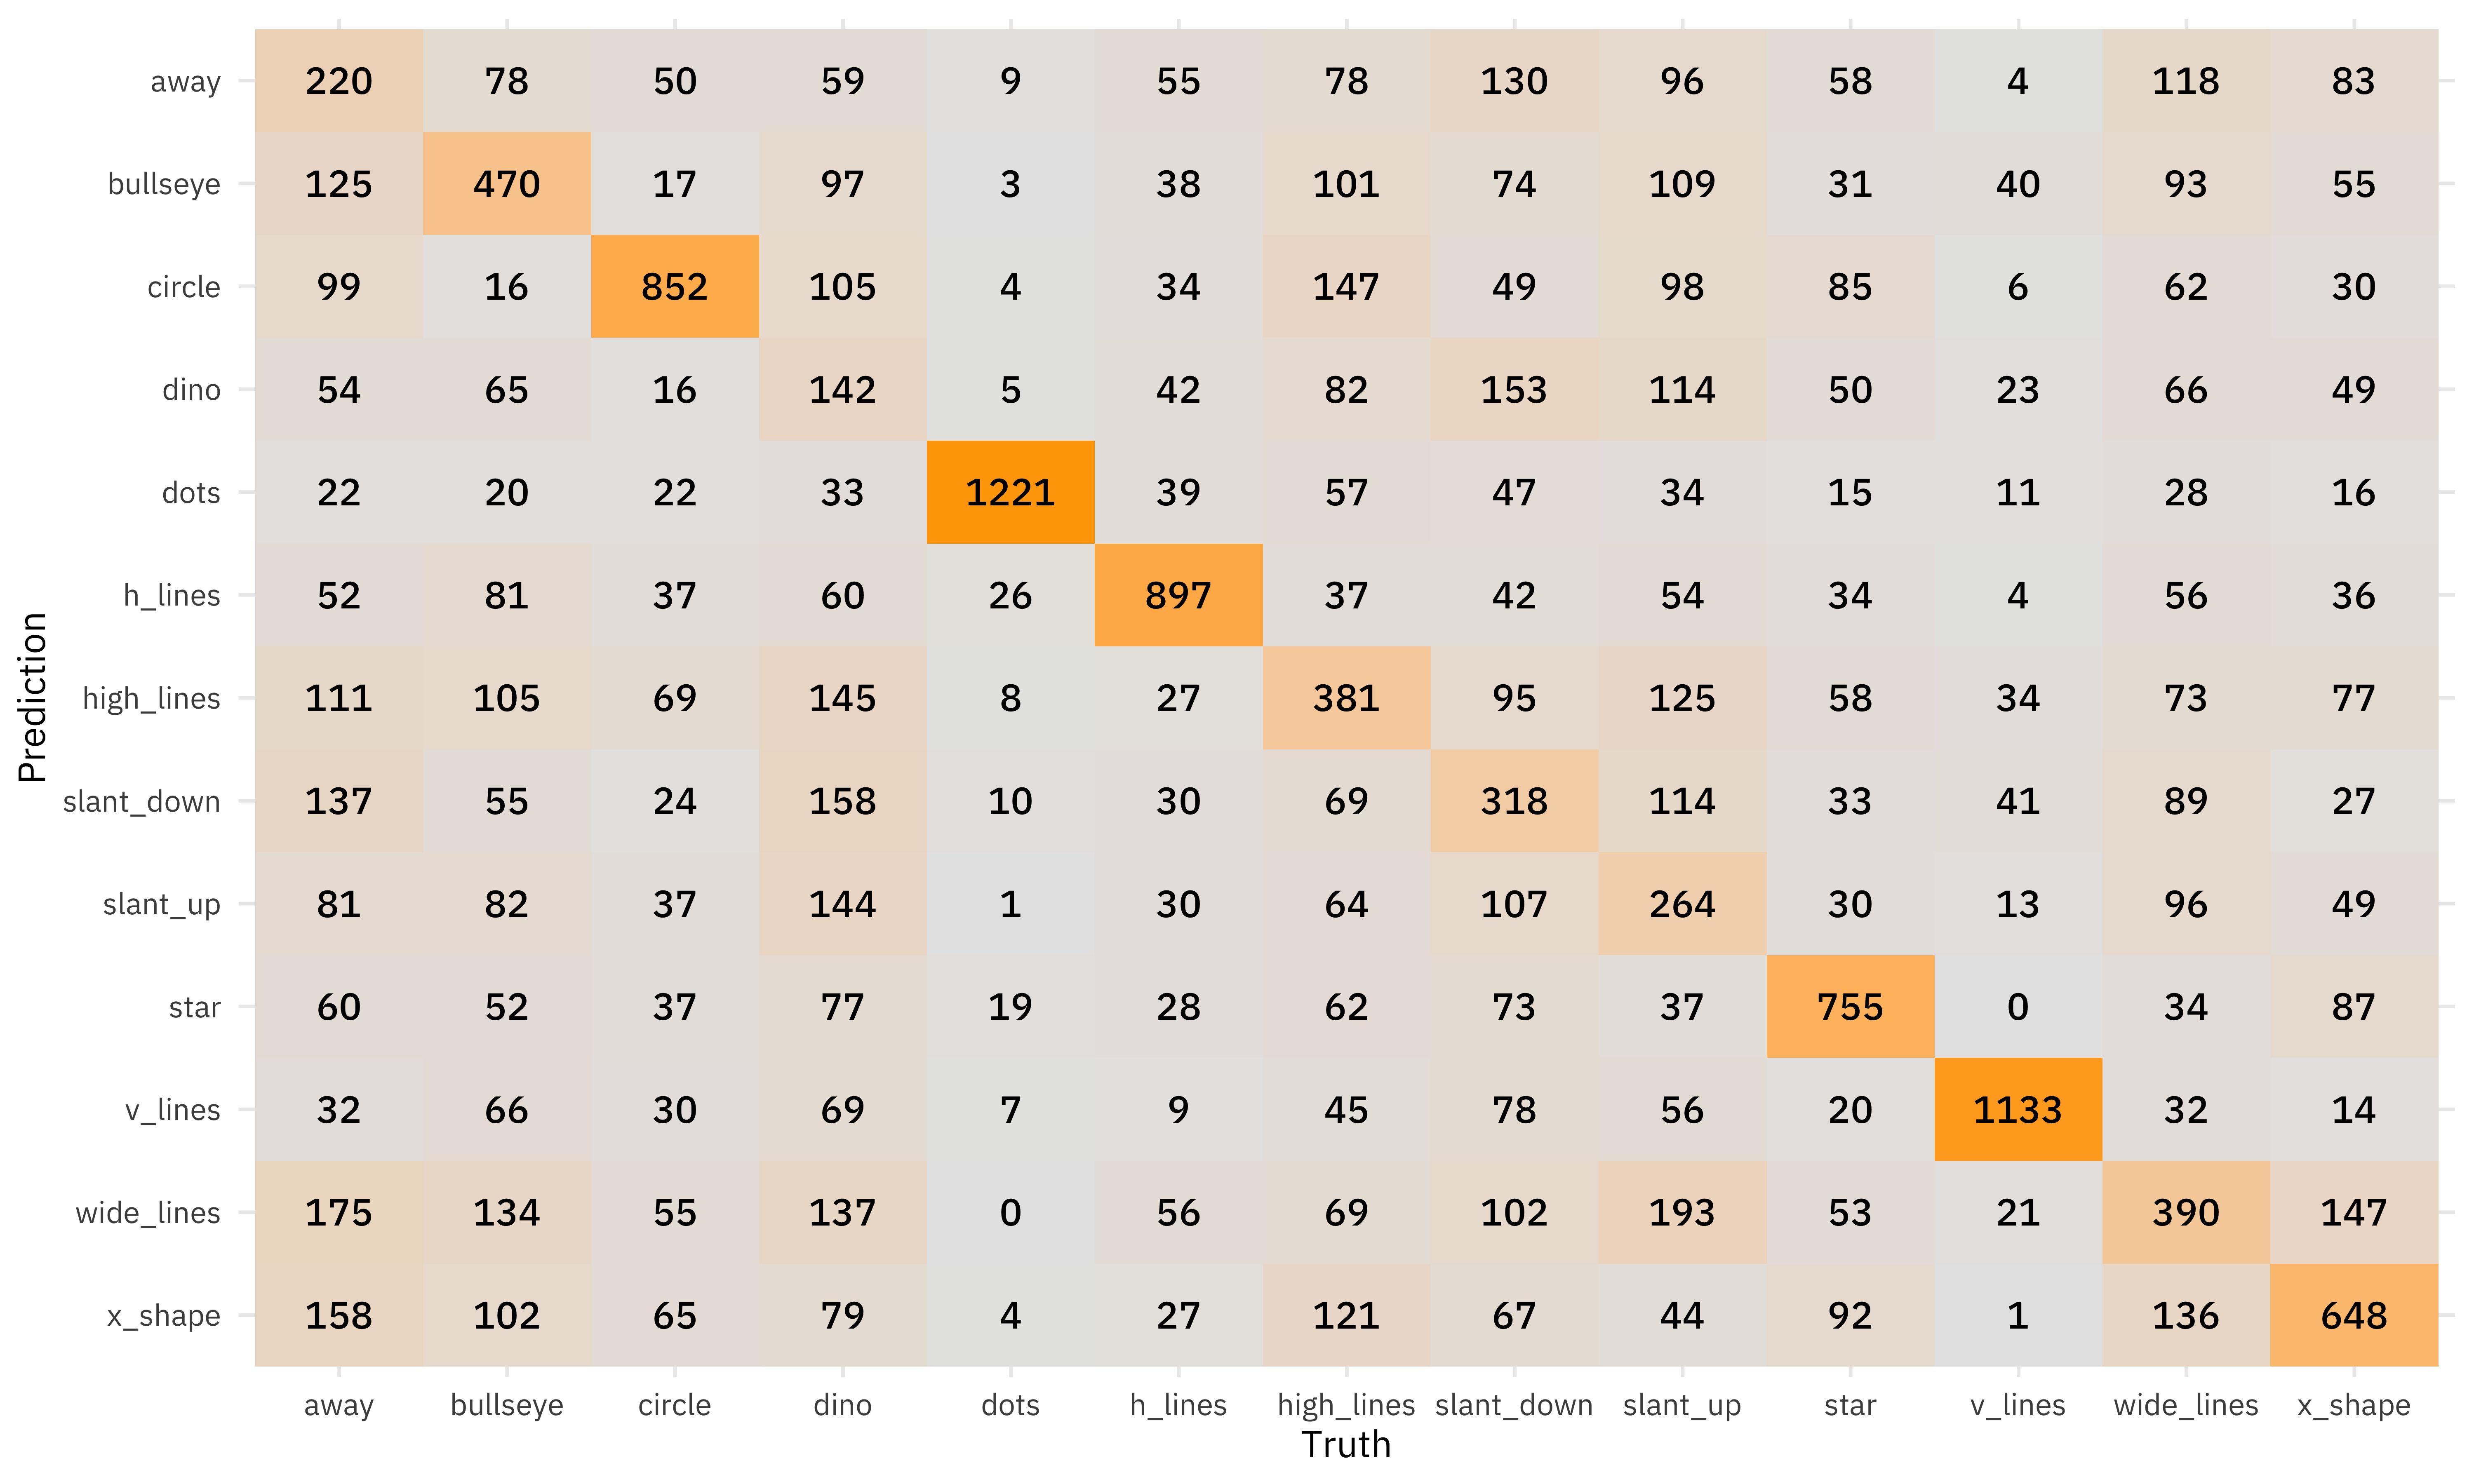 away 220 78 50 59 9 55 78 130 96 58 4 118 83
bullseye 125 470 17 97 3 38 101 74 109 31 40 93 55
circle 99 16 852 105 4 34 147 49 98 85 6 62 30
dino 54 65 16 142 5 42 82 153 114 50 23 66 49
dots 22 20 22 33 1221 39 57 47 34 15 11 28 16
h_lines 52 81 37 60 26 897 37 42 54 34 4 56 36
Prediction
high_lines 111 105 69 145 8 27 381 95 125 58 34 73 77
slant_down 137 55 24 158 10 30 69 318 114 33 41 89 27
slant_up 81 82 37 144 1 30 64 107 264 30 13 96 49
star 60 52 37 77 19 28 62 73 37 755 0 34 87
v_lines 32 66 30 69 7 9 45 78 56 20 1133 32 14
wide_lines 175 134 55 137 0 56 69 102 193 53 21 390 147
x_shape 158 102 65 79 4 27 121 67 44 92 1 136 648
away bullseye circle dino dots h_lines high_lines slant_down slant_up star v_lines wide_lines x_shape
Truth